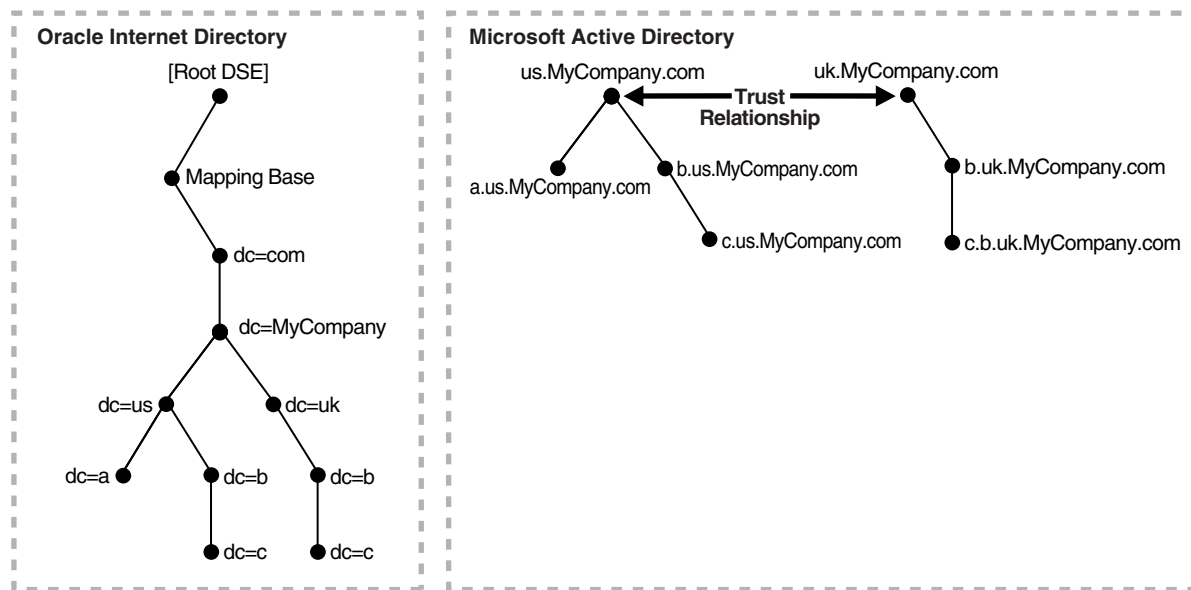 Oracle Internet Directory
[Root DSE]
Mapping Base
dc=com
dc=MyCompany
dc=us
dc=uk
dc=a
dc=b
dc=b
dc=c
dc=c
Microsoft Active Directory
us.MyCompany.com
uk.MyCompany.com
Trust
Relationship
a.us.MyCompany.com
b.us.MyCompany.com
b.uk.MyCompany.com
c.us.MyCompany.com
c.b.uk.MyCompany.com